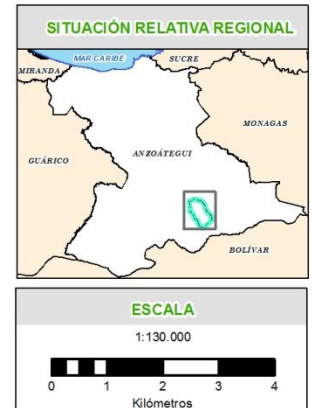 SITUACIÓN RELATIVA REGIONAL
MAR CARIBE
SUCRE
MIRANDA
MONAGAS
ANZOÁTEGUI
GUÁRICO
BOLÍVAR
ESCALA
1:130.000
0 1 2 3 4
Kilómetros